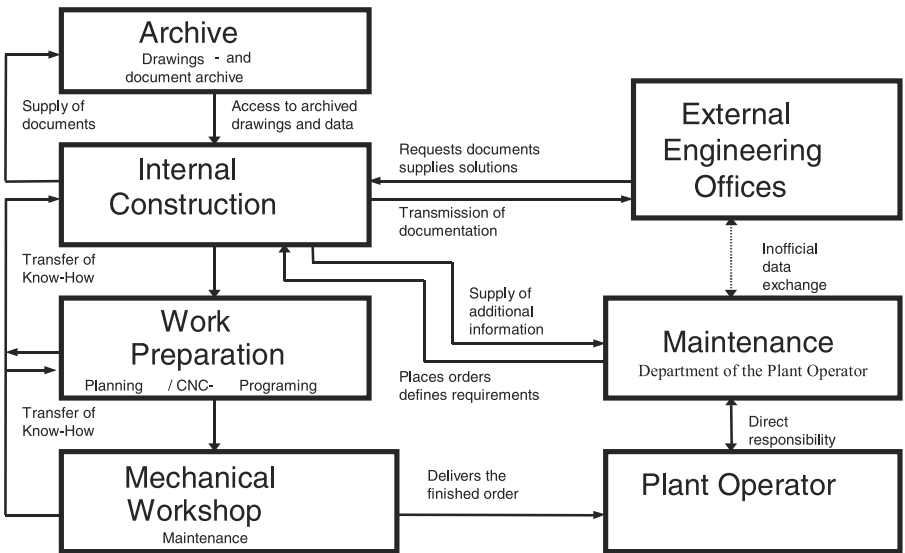 Archive
Drawings - and
document archive
Supply of
documents
Access to archived
drawings and data
External
Engineering
Offices
Requests documents
supplies solutions
Internal
Construction
Transmission of
documentation
Transfer of
Know-How
Inofficial
data
exchange
Supply of
additional
information
Work
Preparation
Planning / CNC- Programing
Maintenance
Department of the Plant Operator
Places orders
defines requirements
Transfer of
Know-How
Direct
responsibility
Mechanical
Workshop
Maintenance
Delivers the
finished order
Plant Operator